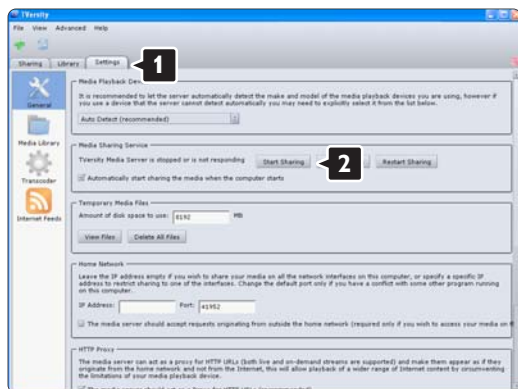 TVersity
File View Advanced Help
Sharing Library Settings
1
General
Media Library
Transcoder
Internet Feeds
Media Playback
It is recommended to let the server automatically detect the make and model of the media playback devices you are using, however if
you use a device that the server cannot detect automatically you may need to explicitly select it from the list below.
Auto Detect (recommended)
Media Sharing Service
TVersity Media Server is stopped or is not responding Start Sharing 2 Restart Sharing
Automatically start sharing the media when the computer starts
Temporary Media Files
Amount of disk space to use: 8192 MB
View Files Delete All Files
Home Network
Leave the IP address empty if you wish to share your media on all the network interfaces on this computer, or specify a specific IP
address to restrict sharing to one of the interfaces. Change the default port only if you have a conflict with some other program running
on this computer.
IP Address: Port: 41952
The media server should accept requests originating from outside the home network (required only if you wish to access your media on
HTTP Proxy
The media server can act as a proxy for HTTP URLs (both live and on-demand streams are supported) and make them appear as if they
originate from the home network and not from the Internet, this will allow playback of a wider range of Internet content by circumventing
the limitations of your media playback device.